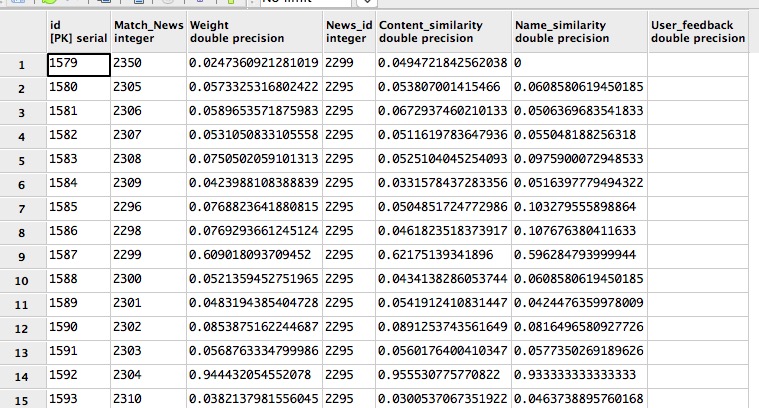 No limit
id Match_News Weight News_id Content_similarity Name_similarity User_feedback
[PK] serial integer double precision integer double precision double precision double precision
1 1579 2350 0.0247360921281019 2299 0.0494721842562038 0
2 1580 2305 0.0573325316802422 2295 0.053807001415466 0.0608580619450185
3 1581 2306 0.0589653571875983 2295 0.0672937460210133 0.0506369683541833
4 1582 2307 0.0531050833105558 2295 0.0511619783647936 0.055048188256318
5 1583 2308 0.0750502059101313 2295 0.0525104045254093 0.0975900072948533
6 1584 2309 0.0423988108388839 2295 0.0331578437283356 0.0516397779494322
7 1585 2296 0.0768823641880815 2295 0.0504851724772986 0.103279555898864
8 1586 2298 0.0769293661245124 2295 0.0461823518373917 0.107676380411633
9 1587 2299 0.609018093709452 2295 0.62175139341896 0.596284793999944
10 1588 2300 0.0521359452751965 2295 0.0434138286053744 0.0608580619450185
11 1589 2301 0.0483194385404728 2295 0.0541912410831447 0.0424476359978009
12 1590 2302 0.0853875162244687 2295 0.0891253743561649 0.0816496580927726
13 1591 2303 0.0568763334799986 2295 0.0560176400410347 0.0577350269189626
14 1592 2304 0.944432054552078 2295 0.955530775770822 0.933333333333333
15 1593 2310 0.0382137981556045 2295 0.0300537067351922 0.0463738895760168